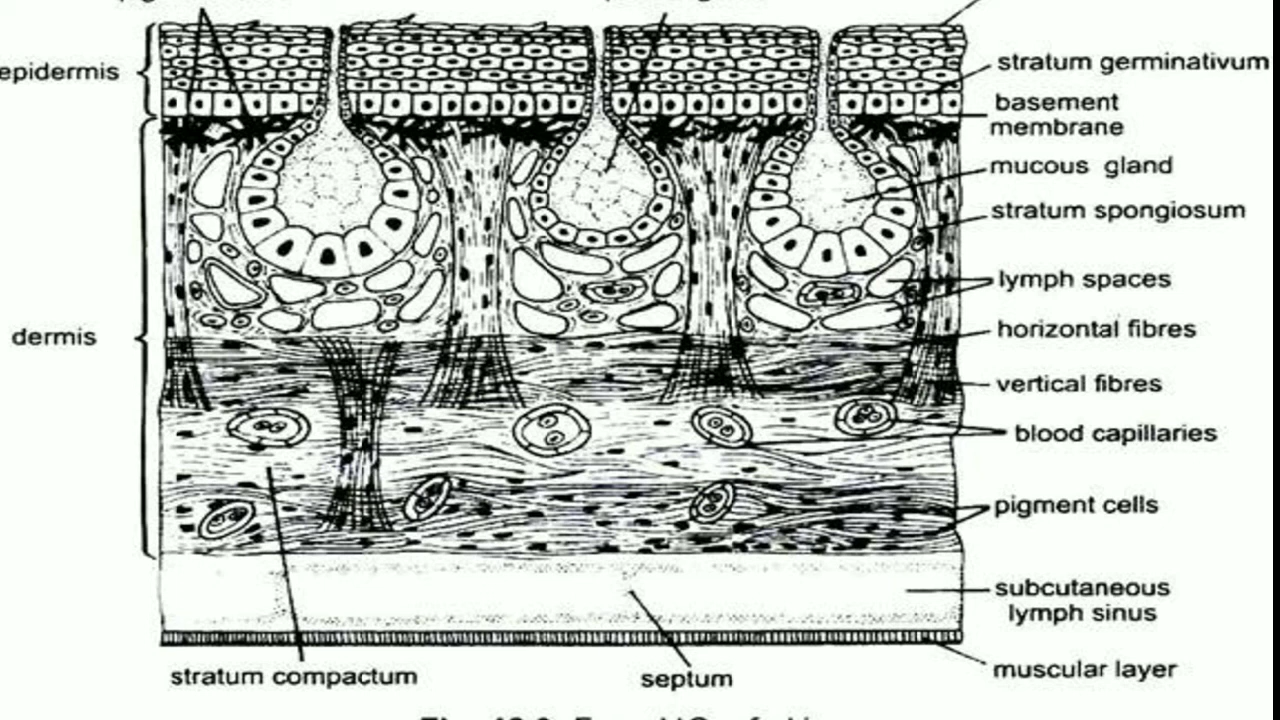 epidermis
stratum germinativum
basement
membrane
mucous gland
stratum spongiosum
lymph spaces
horizontal fibres
dermis
vertical fibres
blood capillaries
pigment cells
subcutaneous
lymph sinus
muscular layer
stratum compactum
septum